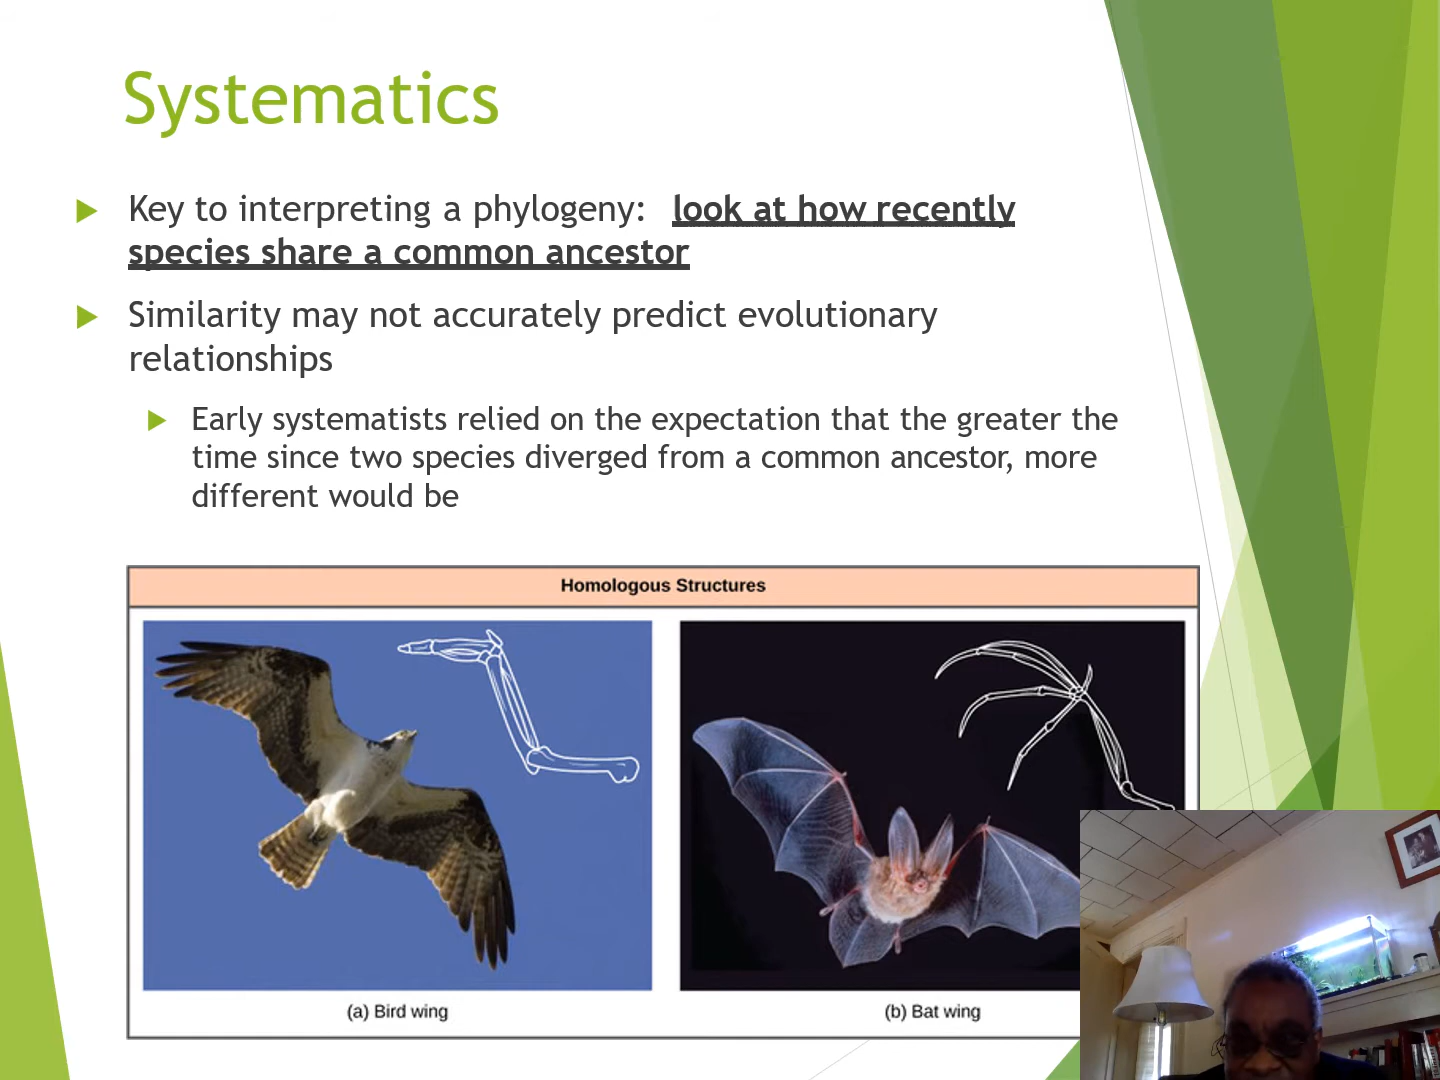 Systematics
Key to interpreting a phylogeny: look at how recently
species share a common ancestor
Similarity may not accurately predict evolutionary
relationships
Early systematists relied on the expectation that the greater the
time since two species diverged from a common ancestor, more
different would be
Homologous Structures
(a) Bird wing
(b) Bat wing